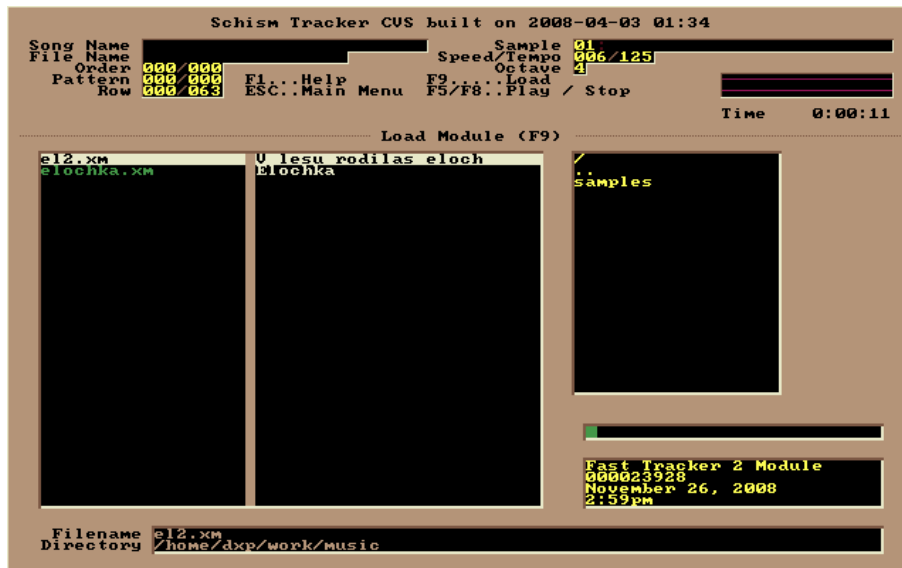 Schism Tracker CVS built on 2008-04-03 01:34
Song Name
Sample 01:
File Name
Speed/Tempo 006/125
Order 000/000
Octave 4
Pattern 000/000 F1...Help F9.....Load
Row 000/063 ESC..Main Menu F5/F8..Play / Stop
Time 0:00:11
Load Module (F9)
el2.xm V lesu rodilas eloch /
elochka.xm Elochka ..
samples
Fast Tracker 2 Module
000023928
November 26, 2008
2:59pm
Filename el2.xm
Directory /home/dxp/work/music